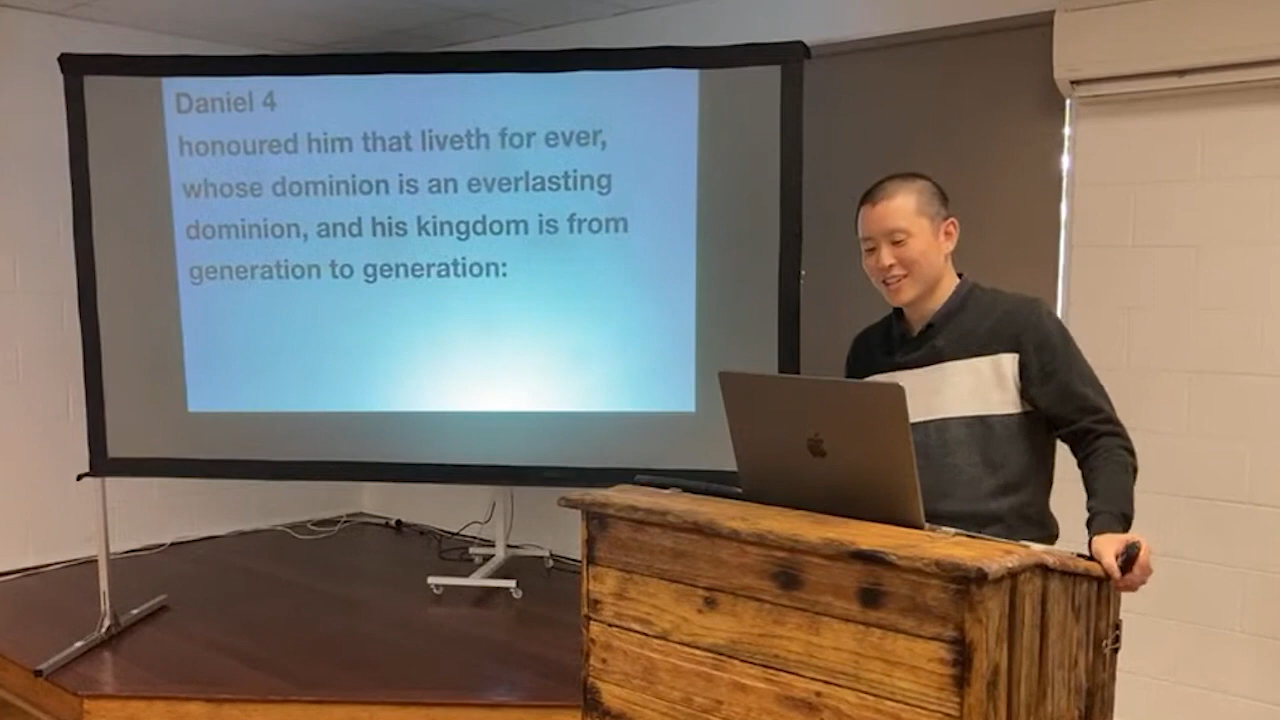 Daniel 4
honoured him that liveth for ever,
whose dominion is an everlasting
dominion, and his kingdom is from
generation to generation: